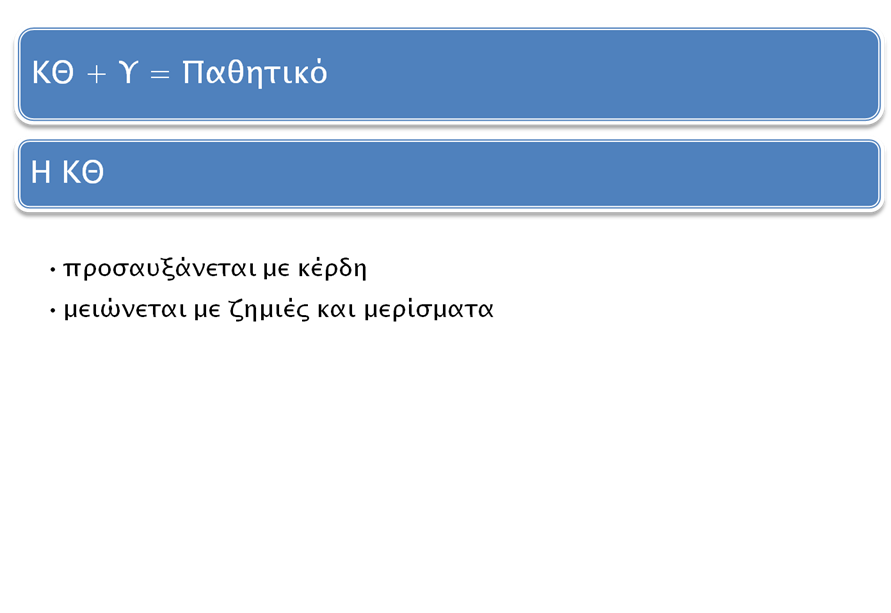 ΚΘ + Υ = Παθητικό
Η ΚΘ
• προσαυξάνεται με κέρδη
• μειώνεται με ζημιές και μερίσματα